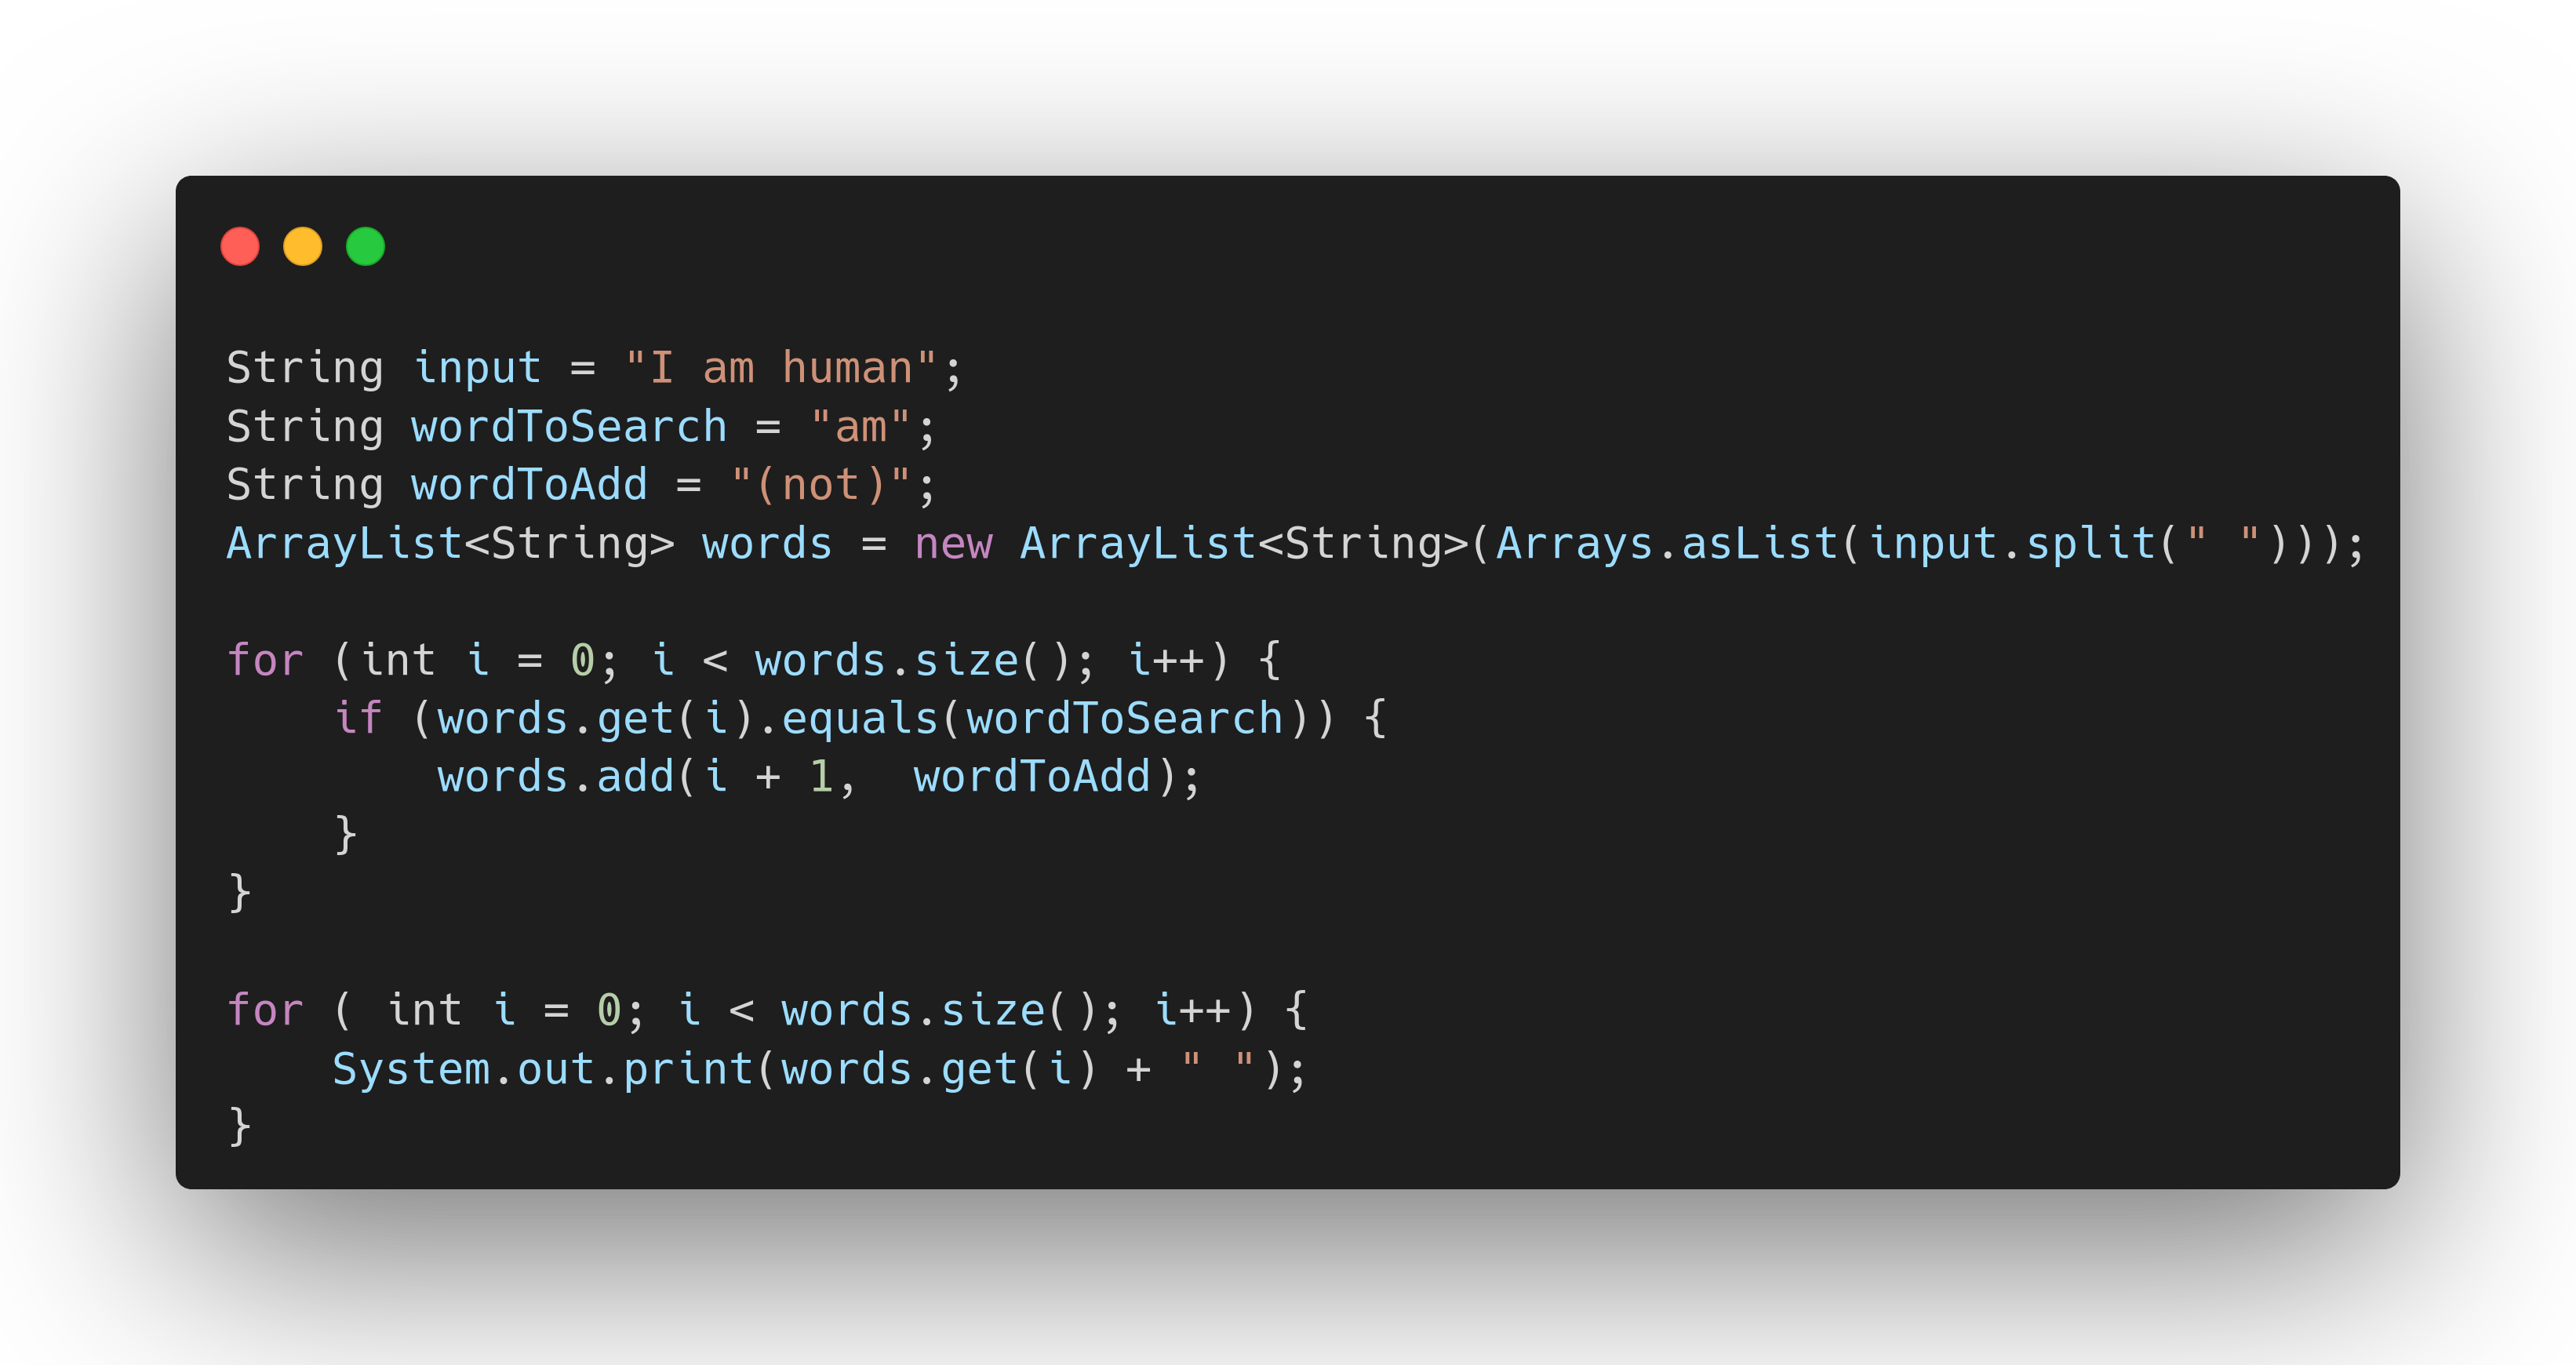 String input = "I am human";
String wordToSearch = "am";
String wordToAdd = "(not)";
ArrayList<String> words = new ArrayList<String>(Arrays.asList(input.split(" ")));
for (int i = 0; i < words.size(); i++) {
    if (words.get(i).equals(wordToSearch)) {
        words.add(i + 1,  wordToAdd);
    }
}
for ( int i = 0; i < words.size(); i++) {
    System.out.print(words.get(i) + " ");
}